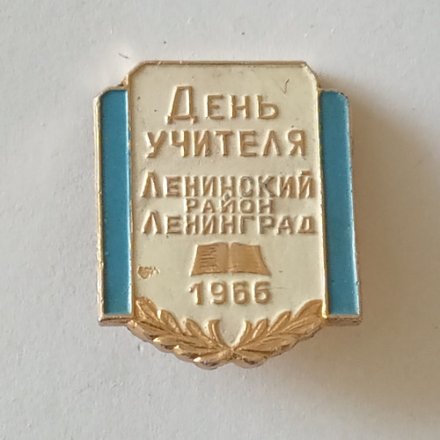 ДЕНЬ
УЧИТЕЛЯ
ЛЕНИНСКИЙ
РАЙОН
ЛЕНИНГРАД
1966